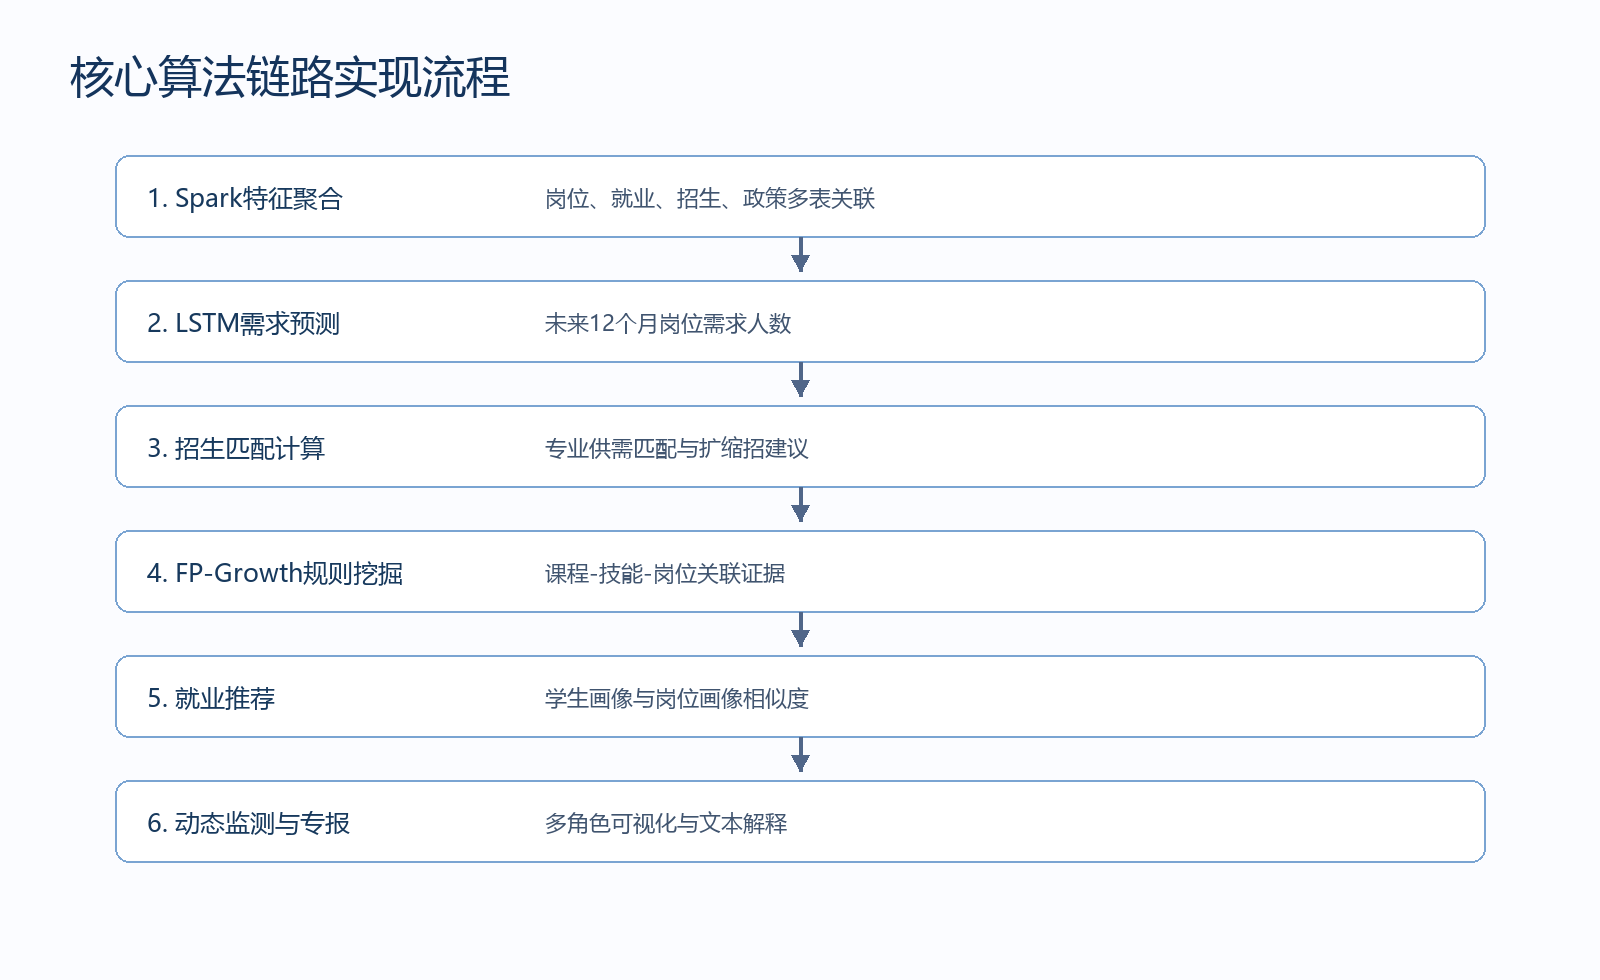 核心算法链路实现流程
1. Spark特征聚合 岗位、就业、招生、政策多表关联
2. LSTM需求预测 未来12个月岗位需求人数
3. 招生匹配计算 专业供需匹配与扩缩招建议
4. FP-Growth规则挖掘 课程-技能-岗位关联证据
5. 就业推荐 学生画像与岗位画像相似度
6. 动态监测与专报 多角色可视化与文本解释